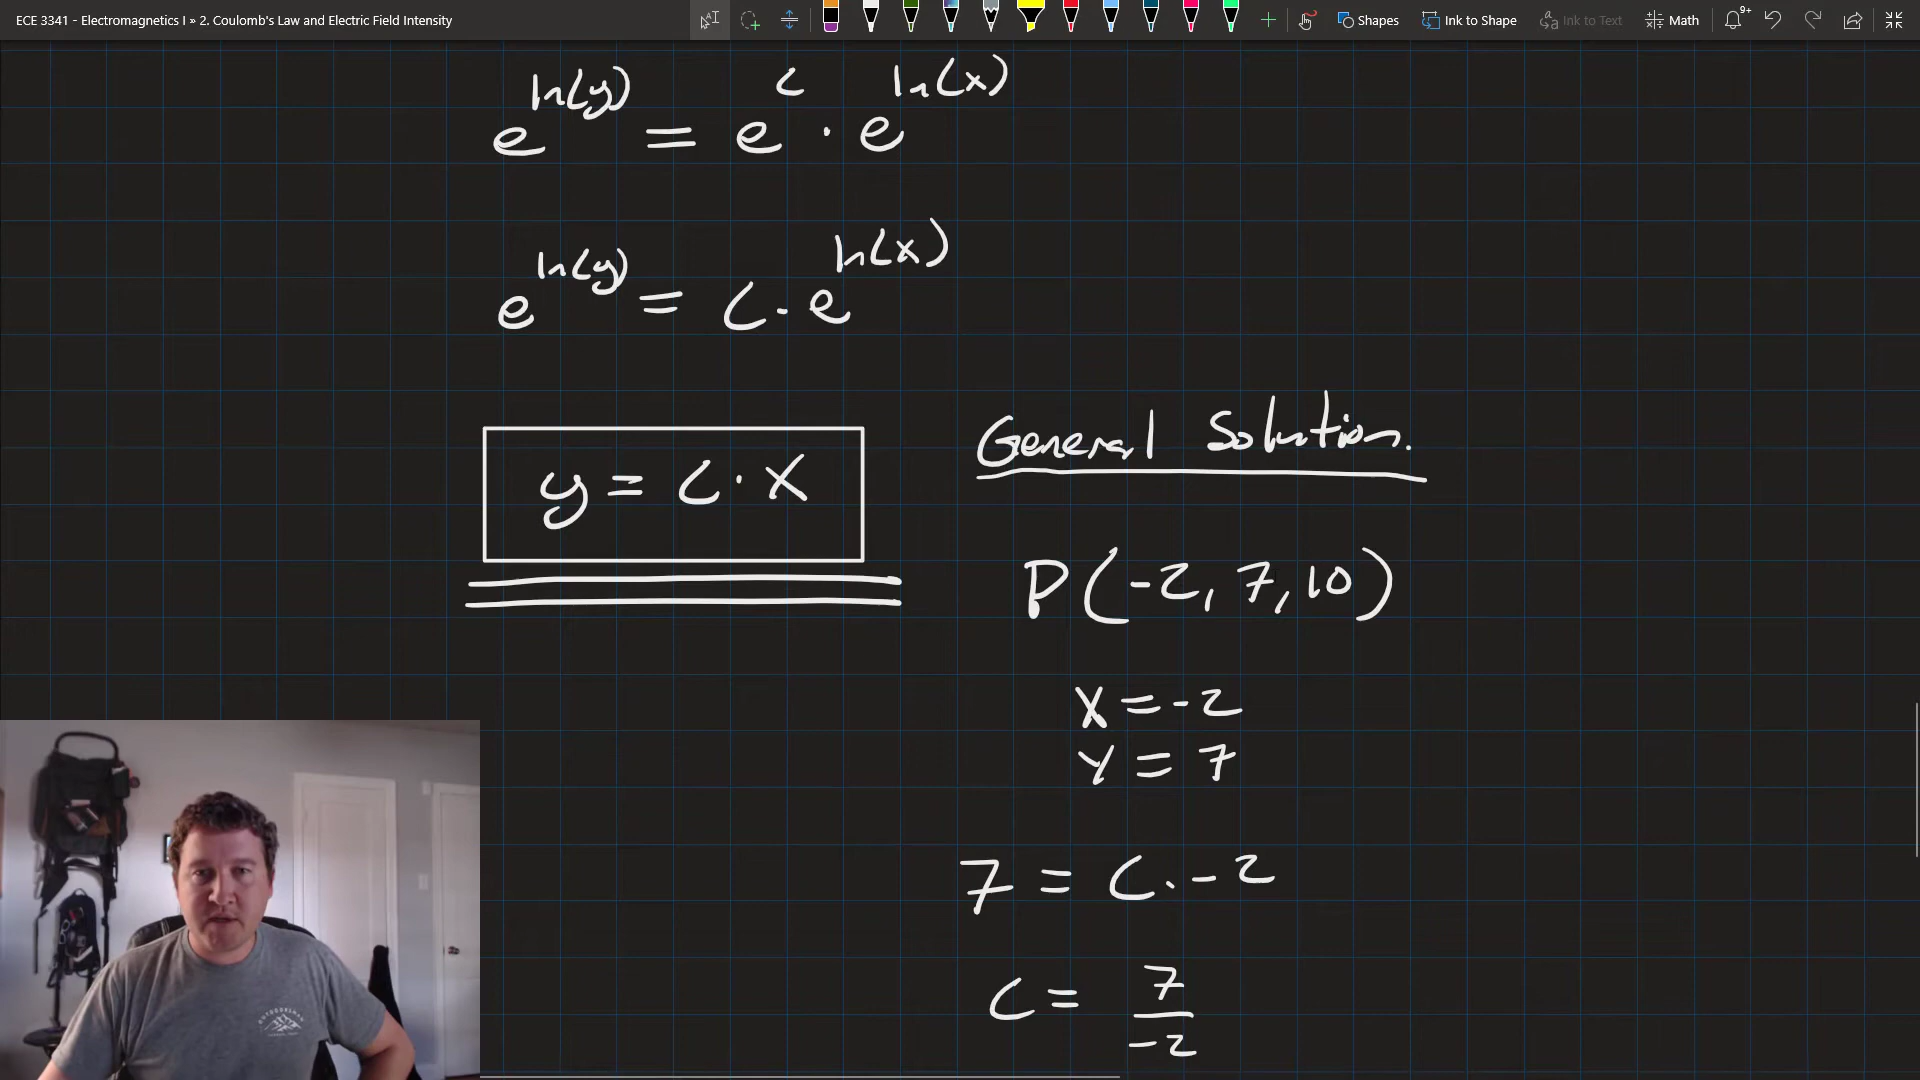 ECE 3341 - Electromagnetics I » 2. Coulomb's Law and Electric Field Intensity
Shapes Ink to Shape Ink to Text Math 9+
e^ln(y) = e^c · e^ln(x)
e^ln(y) = C · e^ln(x)
y = C · X
General Solution.
P(-2, 7, 10)
X = -2
Y = 7
7 = C · -2
C = 7/-2